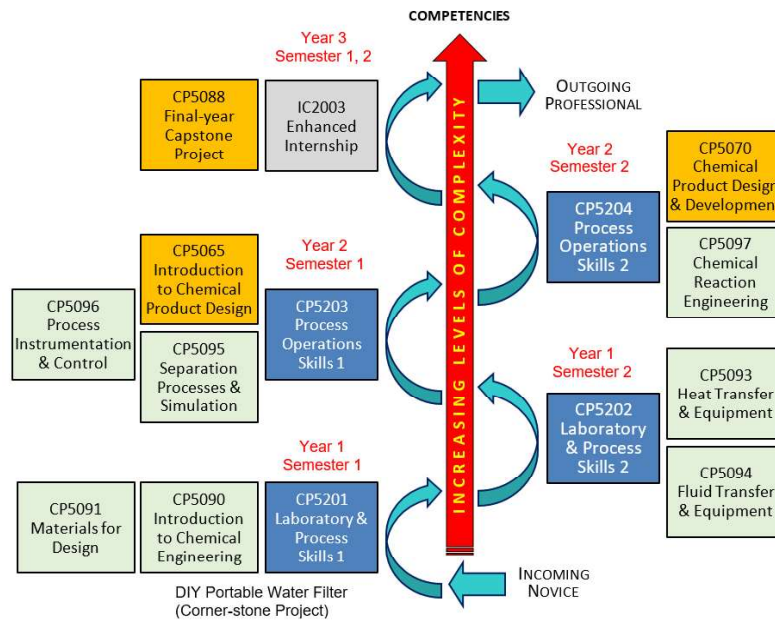 COMPETENCIES
Year 3
Semester 1, 2
CP5088
Final-year
Capstone
Project
IC2003
Enhanced
Internship
OUTGOING
PROFESSIONAL
Year 2
Semester 2
CP5070
Chemical
Product Design
& Development
CP5204
Process
Operations
Skills 2
CP5097
Chemical
Reaction
Engineering
INCREASING LEVELS OF COMPLEXITY
Year 2
Semester 1
CP5065
Introduction
to Chemical
Product Design
CP5096
Process
Instrumentation
& Control
CP5203
Process
Operations
Skills 1
CP5095
Separation
Processes &
Simulation
Year 1
Semester 2
CP5093
Heat Transfer
& Equipment
CP5202
Laboratory
& Process
Skills 2
CP5094
Fluid Transfer
& Equipment
Year 1
Semester 1
CP5091
Materials for
Design
CP5090
Introduction
to Chemical
Engineering
CP5201
Laboratory &
Process
Skills 1
INCOMING
NOVICE
DIY Portable Water Filter
(Corner-stone Project)